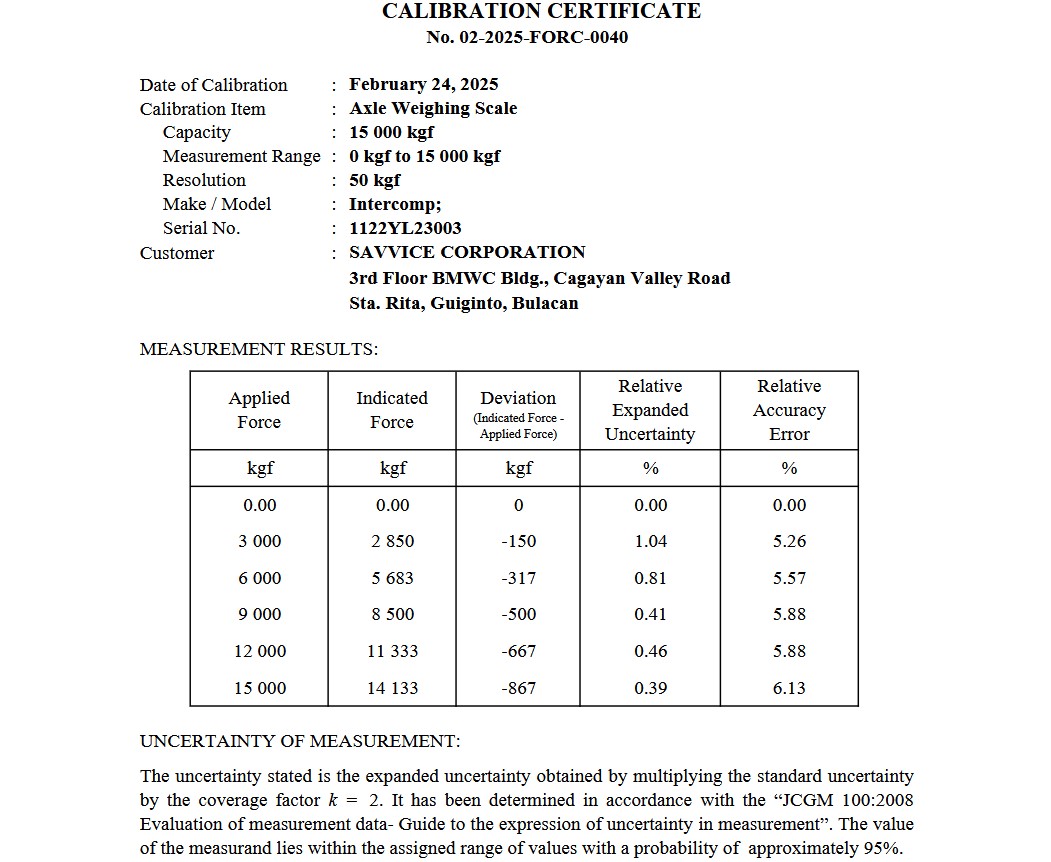 CALIBRATION CERTIFICATE
No. 02-2025-FORC-0040
Date of Calibration : February 24, 2025
Calibration Item : Axle Weighing Scale
Capacity : 15 000 kgf
Measurement Range : 0 kgf to 15 000 kgf
Resolution : 50 kgf
Make / Model : Intercomp;
Serial No. : 1122YL23003
Customer : SAVVICE CORPORATION
3rd Floor BMWC Bldg., Cagayan Valley Road
Sta. Rita, Guiginto, Bulacan
MEASUREMENT RESULTS:
Applied Force Indicated Force Deviation (Indicated Force - Applied Force) Relative Expanded Uncertainty Relative Accuracy Error
kgf kgf kgf % %
0.00 0.00 0 0.00 0.00
3 000 2 850 -150 1.04 5.26
6 000 5 683 -317 0.81 5.57
9 000 8 500 -500 0.41 5.88
12 000 11 333 -667 0.46 5.88
15 000 14 133 -867 0.39 6.13
UNCERTAINTY OF MEASUREMENT:
The uncertainty stated is the expanded uncertainty obtained by multiplying the standard uncertainty
by the coverage factor k = 2. It has been determined in accordance with the “JCGM 100:2008
Evaluation of measurement data- Guide to the expression of uncertainty in measurement”. The value
of the measurand lies within the assigned range of values with a probability of approximately 95%.